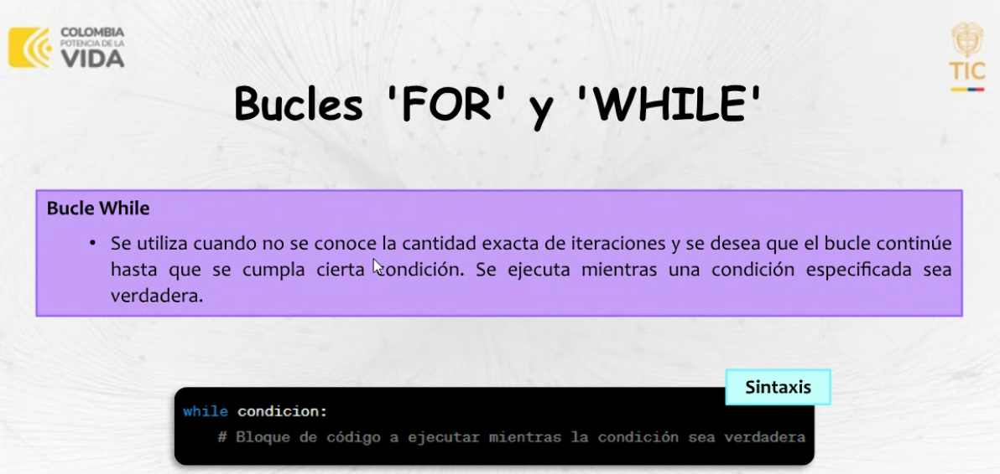 COLOMBIA
POTENCIA DE LA
VIDA
TIC
Bucles 'FOR' y 'WHILE'
Bucle While
• Se utiliza cuando no se conoce la cantidad exacta de iteraciones y se desea que el bucle continúe
hasta que se cumpla cierta condición. Se ejecuta mientras una condición especificada sea
verdadera.
Sintaxis
while condicion:
# Bloque de código a ejecutar mientras la condición sea verdadera